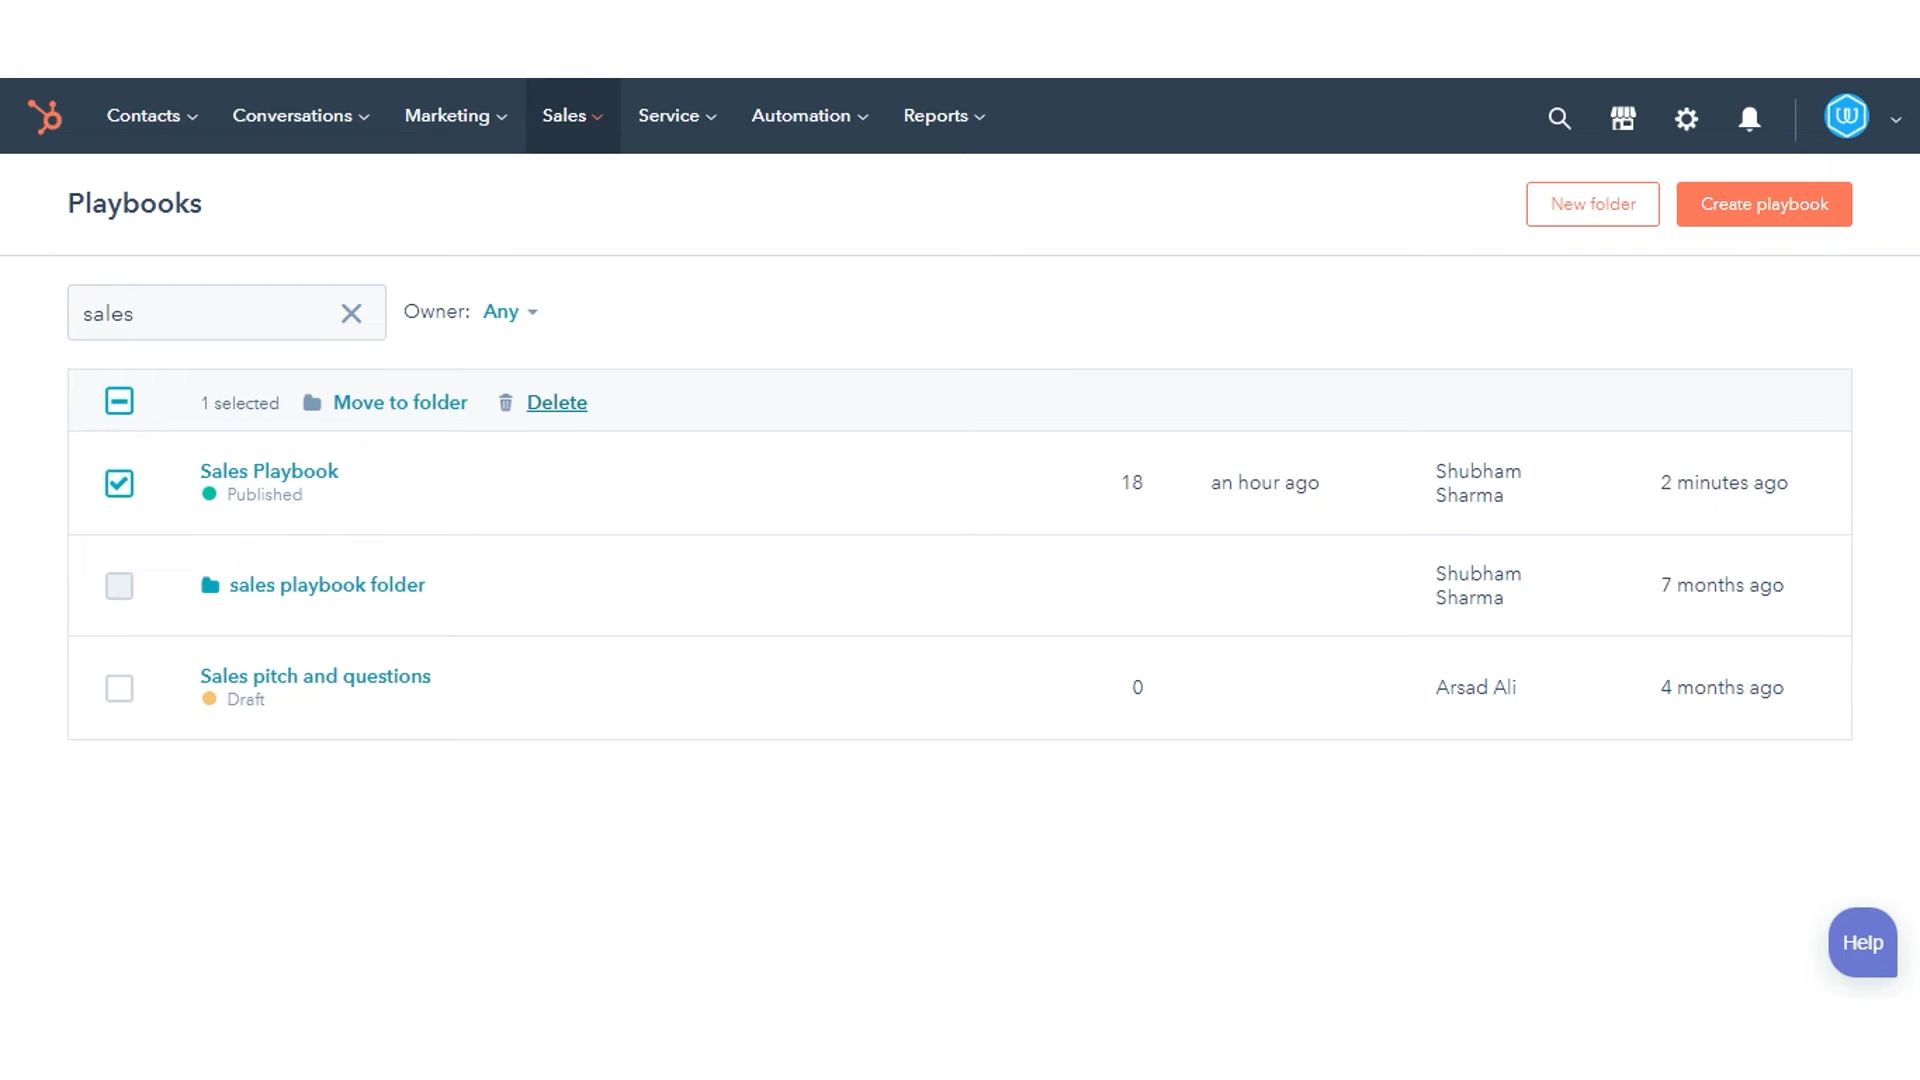 Contacts Conversations Marketing Sales Service Automation Reports
Playbooks
New folder
Create playbook
sales
Owner: Any
1 selected Move to folder Delete
Sales Playbook
Published
18
an hour ago
Shubham
Sharma
2 minutes ago
sales playbook folder
Shubham
Sharma
7 months ago
Sales pitch and questions
Draft
0
Arsad Ali
4 months ago
Help